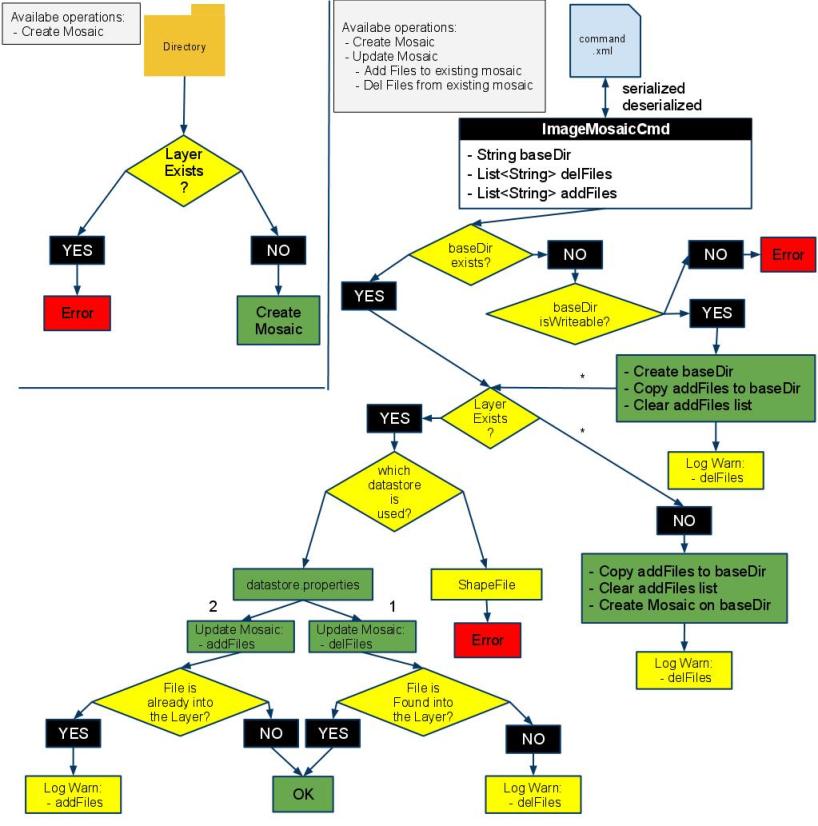 Availabe operations:
- Create Mosaic
Directory
Layer
Exists
?
YES
NO
Error
Create
Mosaic
Availabe operations:
- Create Mosaic
- Update Mosaic
- Add Files to existing mosaic
- Del Files from existing mosaic
command
.xml
serialized
deserialized
ImageMosaicCmd
- String baseDir
- List<String> delFiles
- List<String> addFiles
baseDir
exists?
NO
NO
Error
YES
baseDir
isWriteable?
YES
- Create baseDir
- Copy addFiles to baseDir
- Clear addFiles list
*
Log Warn:
- delFiles
Layer
Exists
?
YES
*
NO
which
datastore
is
used?
- Copy addFiles to baseDir
- Clear addFiles list
- Create Mosaic on baseDir
Log Warn:
- delFiles
datastore.properties
ShapeFile
Error
2
1
Update Mosaic:
- addFiles
Update Mosaic:
- delFiles
File is
already into
the Layer?
File is
Found into
the Layer?
YES
NO
YES
NO
Log Warn:
- addFiles
OK
Log Warn:
- delFiles